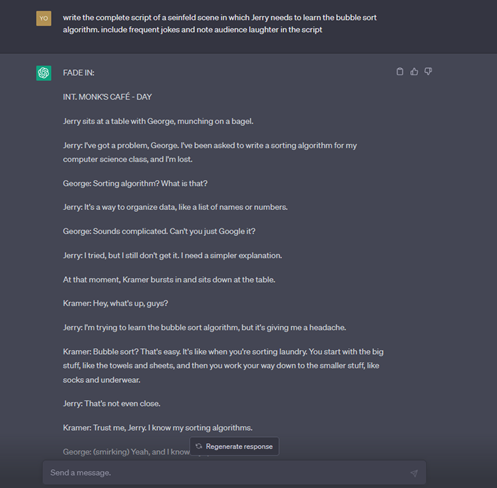 YO
write the complete script of a seinfeld scene in which Jerry needs to learn the bubble sort
algorithm. include frequent jokes and note audience laughter in the script
FADE IN:
INT. MONK'S CAFÉ - DAY
Jerry sits at a table with George, munching on a bagel.
Jerry: I've got a problem, George. I've been asked to write a sorting algorithm for my
computer science class, and I'm lost.
George: Sorting algorithm? What is that?
Jerry: It's a way to organize data, like a list of names or numbers.
George: Sounds complicated. Can't you just Google it?
Jerry: I tried, but I still don't get it. I need a simpler explanation.
At that moment, Kramer bursts in and sits down at the table.
Kramer: Hey, what's up, guys?
Jerry: I'm trying to learn the bubble sort algorithm, but it's giving me a headache.
Kramer: Bubble sort? That's easy. It's like when you're sorting laundry. You start with the big
stuff, like the towels and sheets, and then you work your way down to the smaller stuff, like
socks and underwear.
Jerry: That's not even close.
Kramer: Trust me, Jerry. I know my sorting algorithms.
George: (smirking) Yeah, and I know
Regenerate response
Send a message.